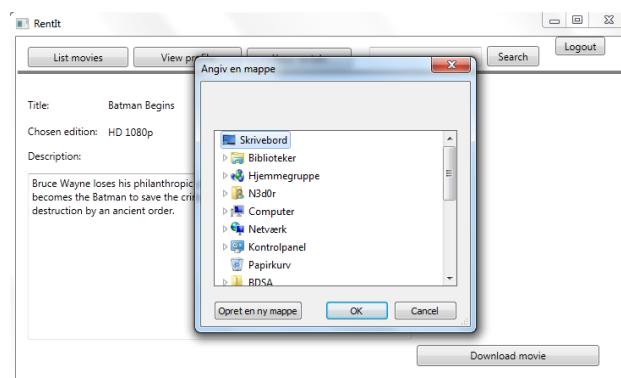 RentIt
Logout
List movies
View pr
Search
Angiv en mappe
Title:
Batman Begins
Chosen edition:
HD 1080p
Description:
Bruce Wayne loses his philanthropic
becomes the Batman to save the
destruction by an ancient order.
Skrivebord
Biblioteker
Hjemmegruppe
N3d0r
Computer
Netværk
Kontrolpanel
Papirkurv
BDSA
Opret en ny mappe
OK
Cancel
Download movie